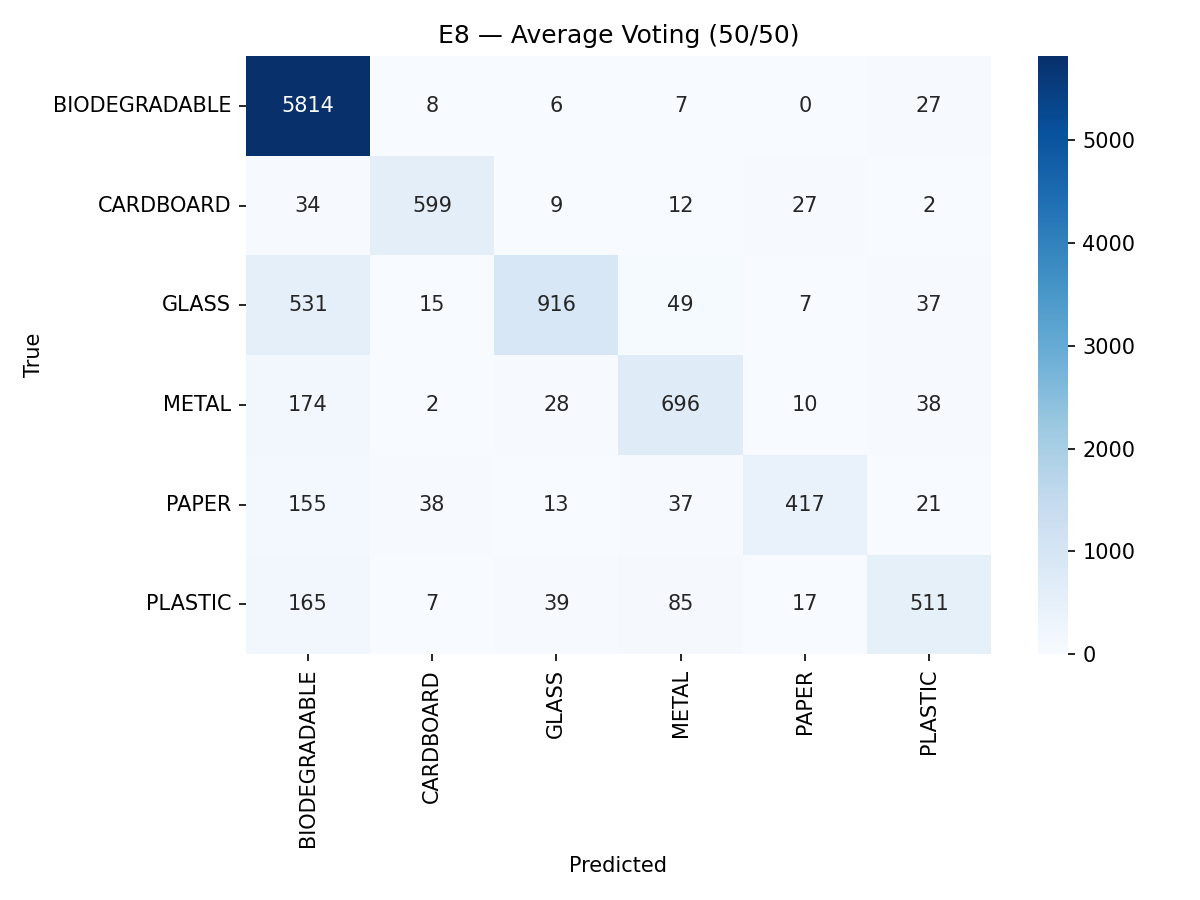 E8 — Average Voting (50/50)
True
BIODEGRADABLE 5814 8 6 7 0 27
CARDBOARD 34 599 9 12 27 2
GLASS 531 15 916 49 7 37
METAL 174 2 28 696 10 38
PAPER 155 38 13 37 417 21
PLASTIC 165 7 39 85 17 511
BIODEGRADABLE CARDBOARD GLASS METAL PAPER PLASTIC
Predicted
5000
4000
3000
2000
1000
0